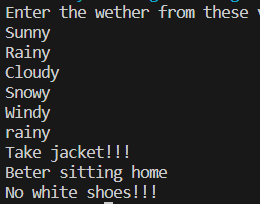 Enter the wether from these
Sunny
Rainy
Cloudy
Snowy
Windy
rainy
Take jacket!!!
Beter sitting home
No white shoes!!!